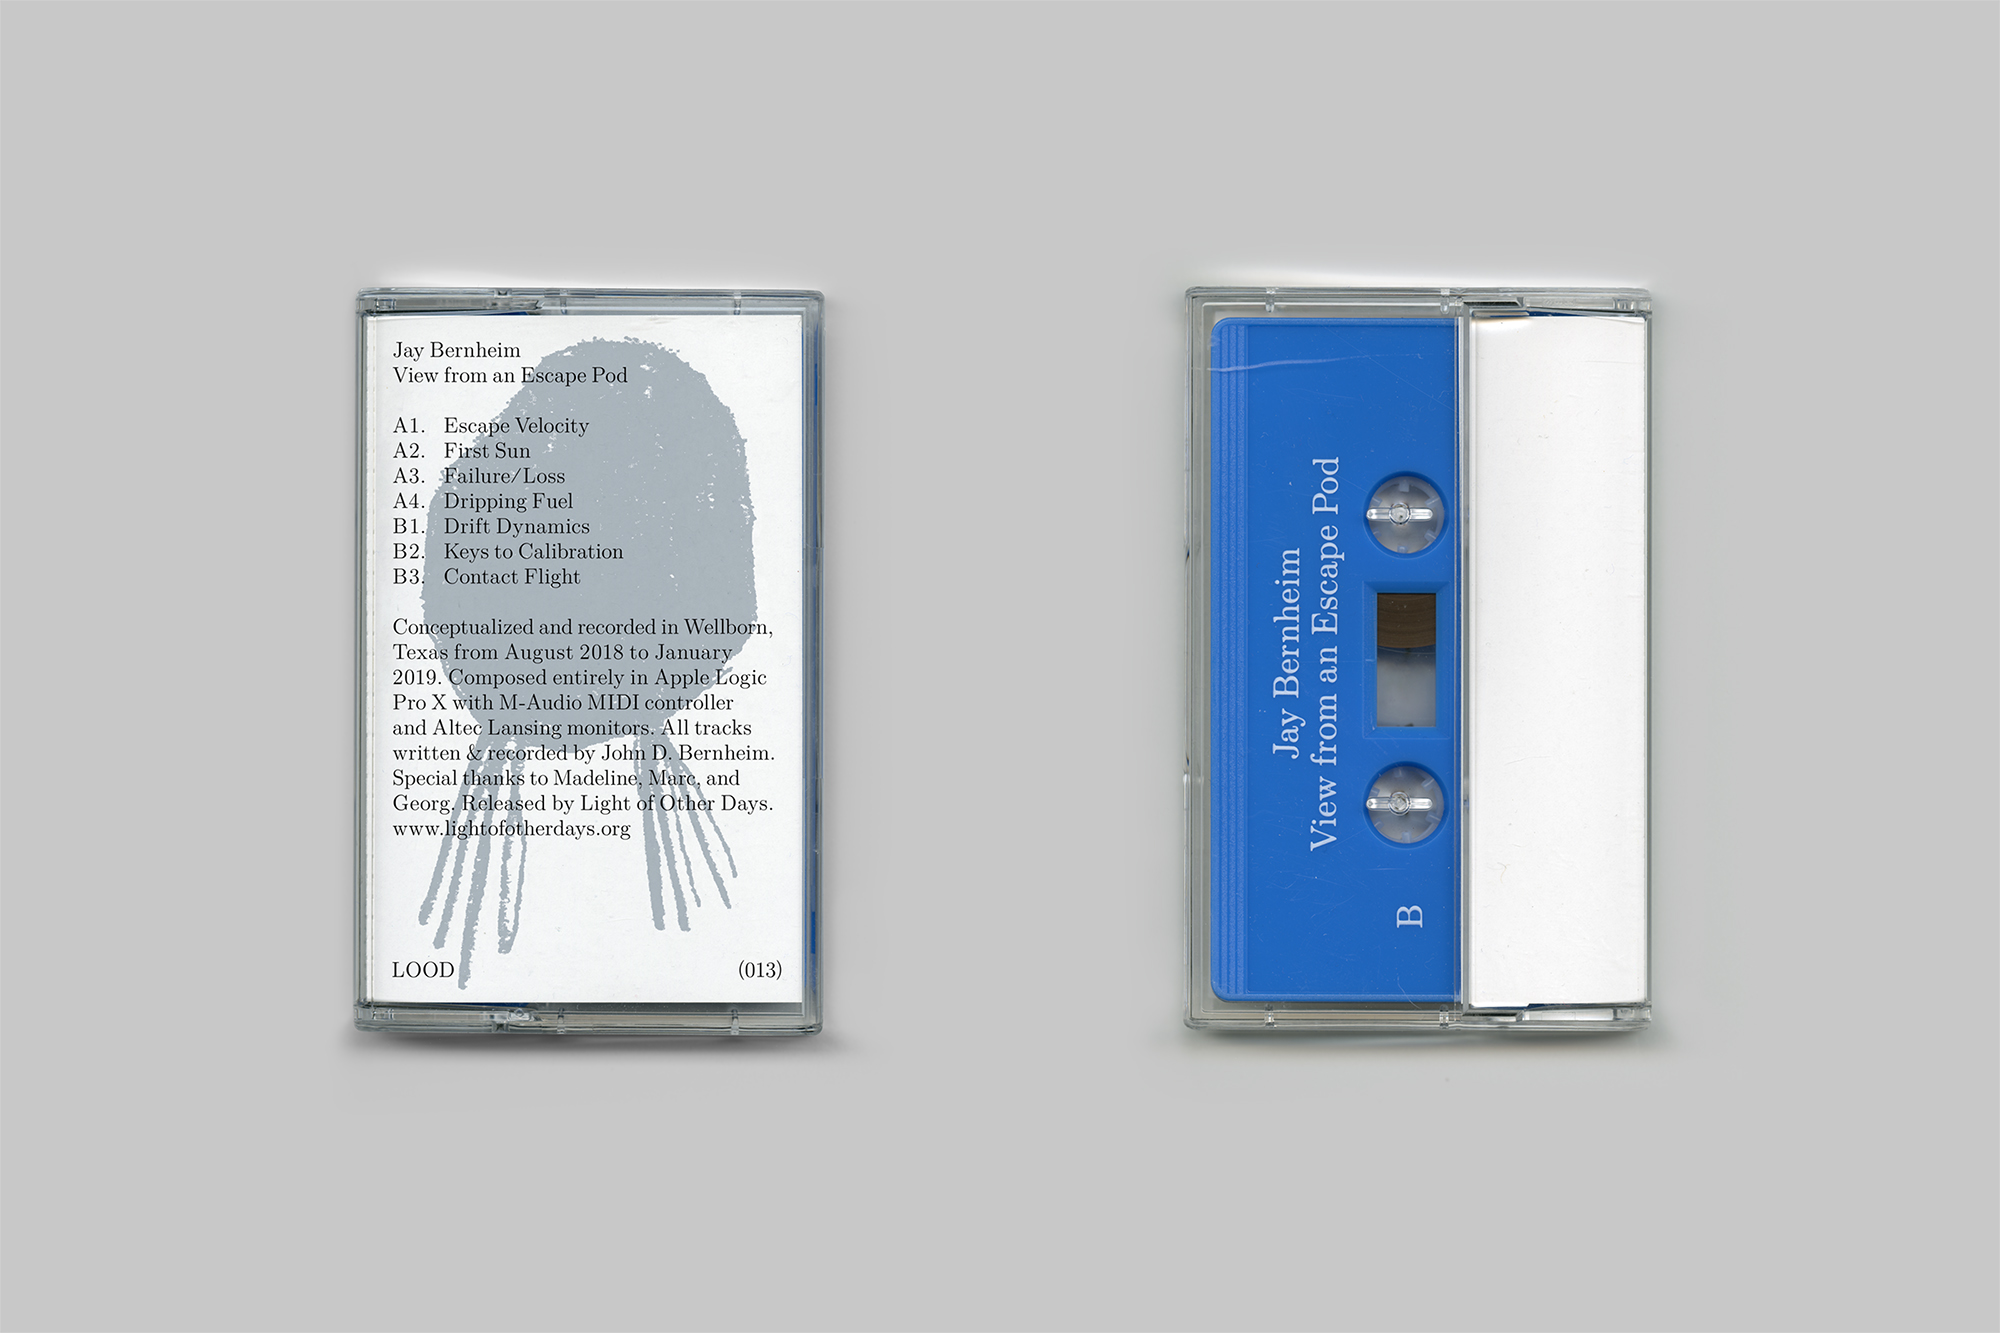 Jay Bernheim
View from an Escape Pod
A1. Escape Velocity
A2. First Sun
A3. Failure/Loss
A4. Dripping Fuel
B1. Drift Dynamics
B2. Keys to Calibration
B3. Contact Flight
Conceptualized and recorded in Wellborn,
Texas from August 2018 to January
2019. Composed entirely in Apple Logic
Pro X with M-Audio MIDI controller
and Altec Lansing monitors. All tracks
written & recorded by John D. Bernheim.
Special thanks to Madeline, Marc, and
Georg. Released by Light of Other Days.
www.lightofotherdays.org
LOOD (013)
Jay Bernheim
View from an Escape Pod
B